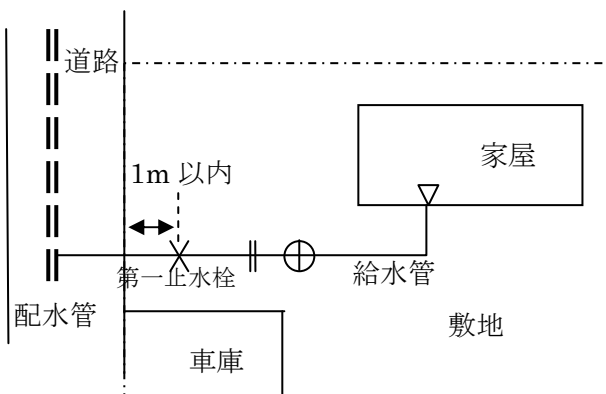 道路
家屋
1m 以内
第一止水栓
給水管
配水管
敷地
車庫